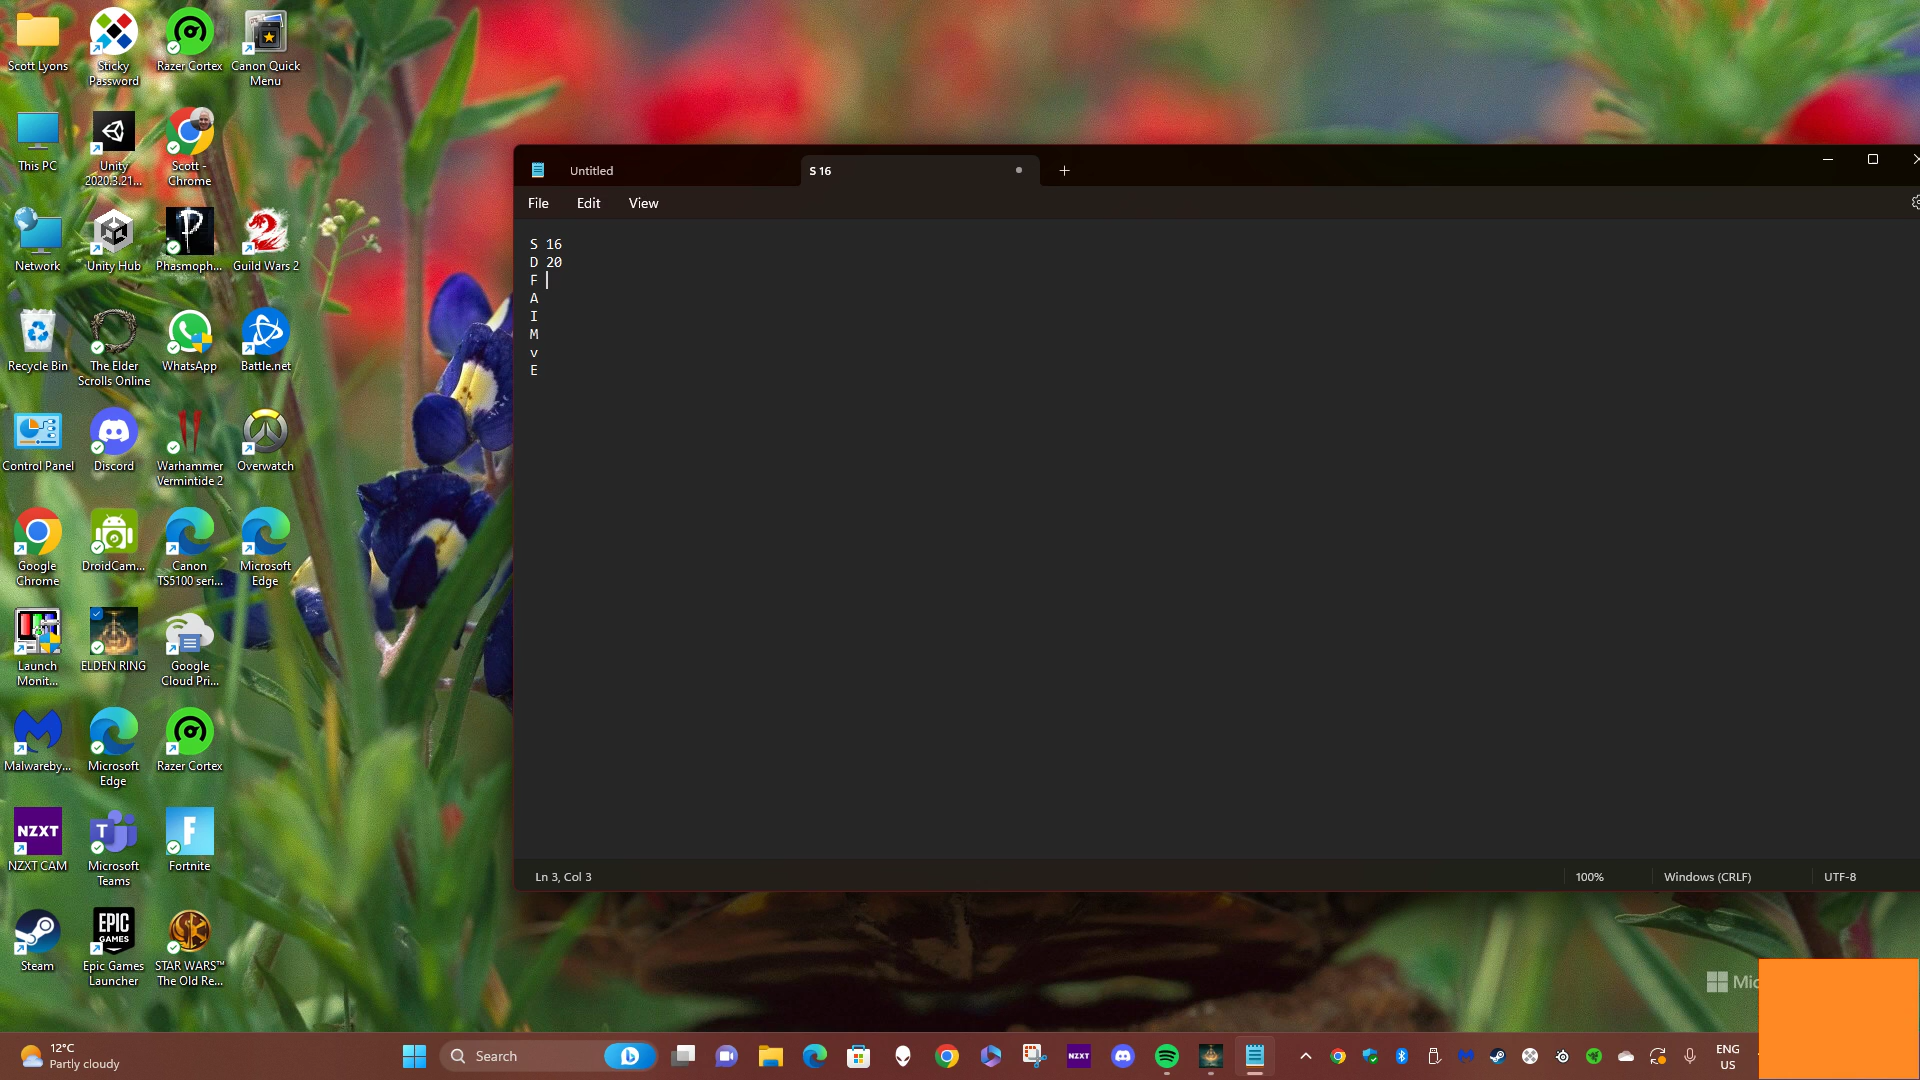 Scott Lyons
Sticky Password
Razer Cortex
Canon Quick Menu
This PC
Unity 2020.3.21...
Scott - Chrome
Network
Unity Hub
Phasmoph...
Guild Wars 2
Recycle Bin
The Elder Scrolls Online
WhatsApp
Battle.net
Control Panel
Discord
Warhammer Vermintide 2
Overwatch
Google Chrome
DroidCam...
Canon TS5100 seri...
Microsoft Edge
Launch Monit...
ELDEN RING
Google Cloud Pri...
Malwareby...
Microsoft Edge
Razer Cortex
NZXT
NZXT CAM
Microsoft Teams
Fortnite
Steam
EPIC GAMES
Epic Games Launcher
STAR WARS™ The Old Re...
Untitled
S 16
File Edit View
S 16
D 20
F
A
I
M
v
E
Ln 3, Col 3
100%
Windows (CRLF)
UTF-8
Mic
12°C
Partly cloudy
Search
NZXT
ENG
US